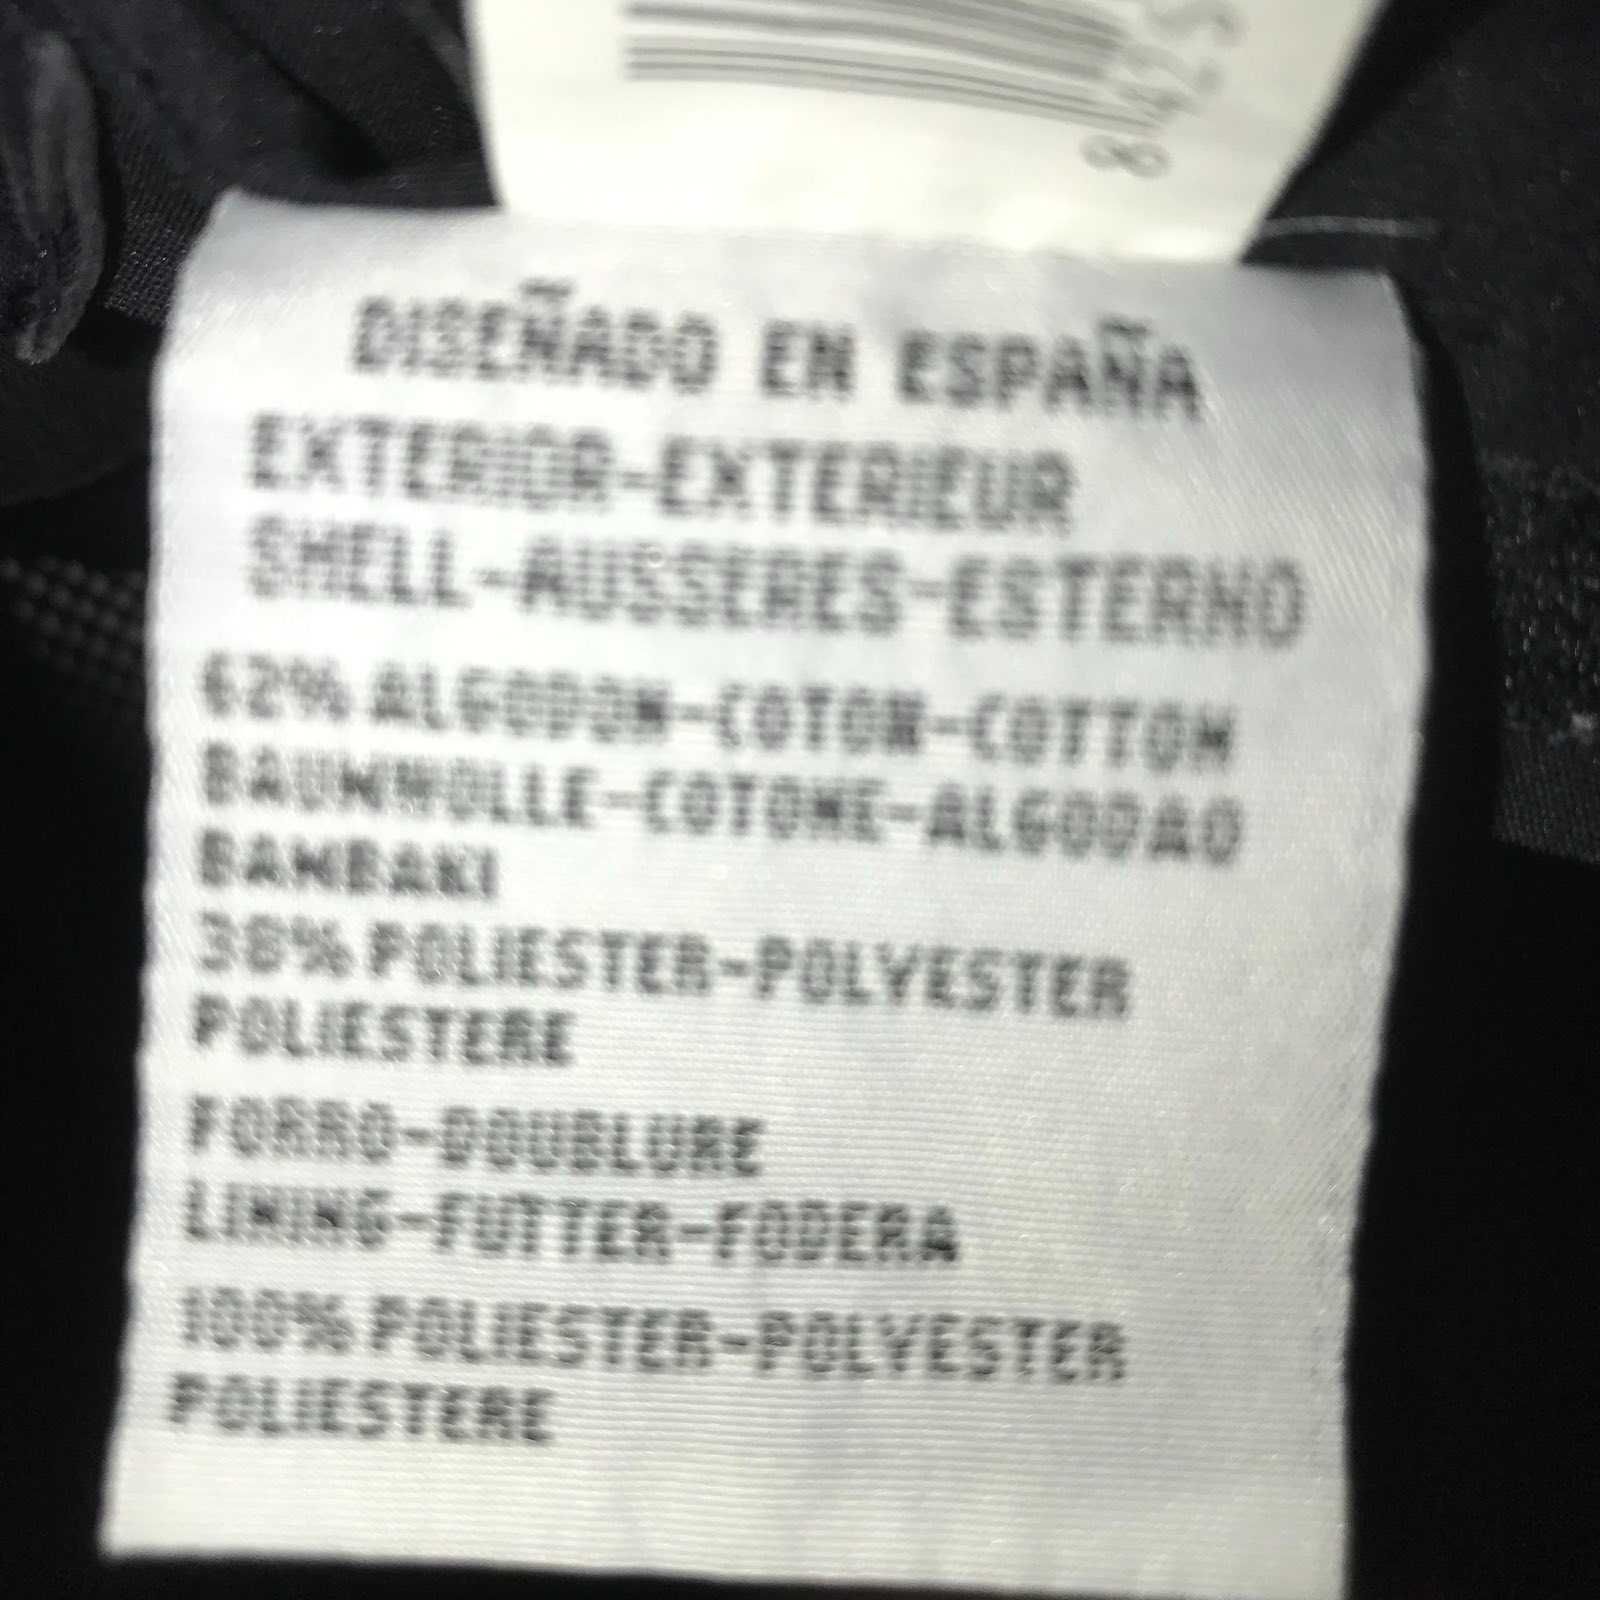 8425
DISEÑADO EN ESPAÑA
EXTERIOR-EXTERIEUR
SHELL-AUSSERES-ESTERNO
62% ALGODON-COTON-COTTON
BAUMWOLLE-COTONE-ALGODAO
BAMBAKI
38% POLIESTER-POLYESTER
POLIESTERE
FORRO-DOUBLURE
LINING-FUTTER-FODERA
100% POLIESTER-POLYESTER
POLIESTERE